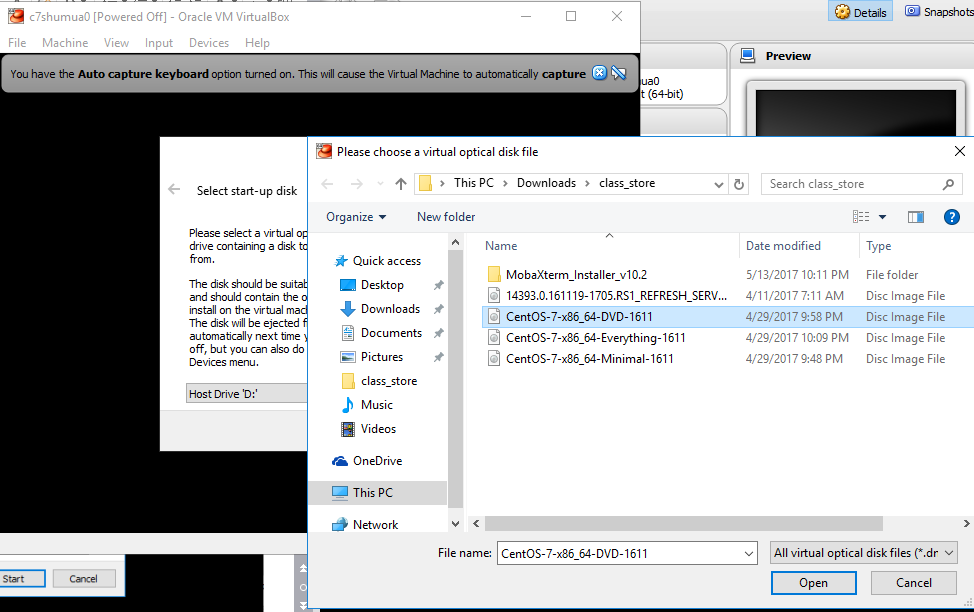 c7shumua0 [Powered Off] - Oracle VM VirtualBox
File Machine View Input Devices Help
You have the Auto capture keyboard option turned on. This will cause the Virtual Machine to automatically capture
Details
Snapshots
Preview
(64-bit)
Select start-up disk
Please select a virtual
drive containing a disk to
from.
The disk should be
and should contain the
install on the virtual
The disk will be ejected
automatically next time
off, but you can also do
Devices menu.
Host Drive 'D:'
Start
Cancel
Please choose a virtual optical disk file
This PC > Downloads > class_store
Search class_store
Organize
New folder
Quick access
Desktop
Downloads
Documents
Pictures
class_store
Music
Videos
OneDrive
This PC
Network
Name Date modified Type
MobaXterm_Installer_v10.2 5/13/2017 10:11 PM File folder
14393.0.161119-1705.RS1_REFRESH_SERV... 4/11/2017 7:11 AM Disc Image File
CentOS-7-x86_64-DVD-1611 4/29/2017 9:58 PM Disc Image File
CentOS-7-x86_64-Everything-1611 4/29/2017 10:09 PM Disc Image File
CentOS-7-x86_64-Minimal-1611 4/29/2017 9:48 PM Disc Image File
File name: CentOS-7-x86_64-DVD-1611
All virtual optical disk files (*.dr
Open
Cancel